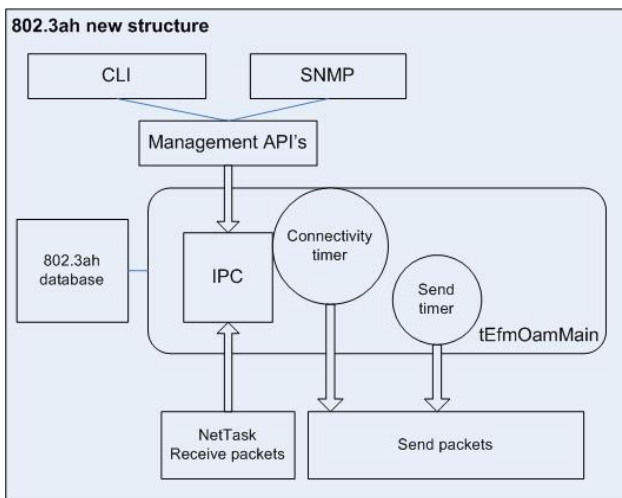 802.3ah new structure
CLI
SNMP
Management API's
Connectivity
timer
802.3ah
database
IPC
Send
timer
tEfmOamMain
NetTask
Receive packets
Send packets